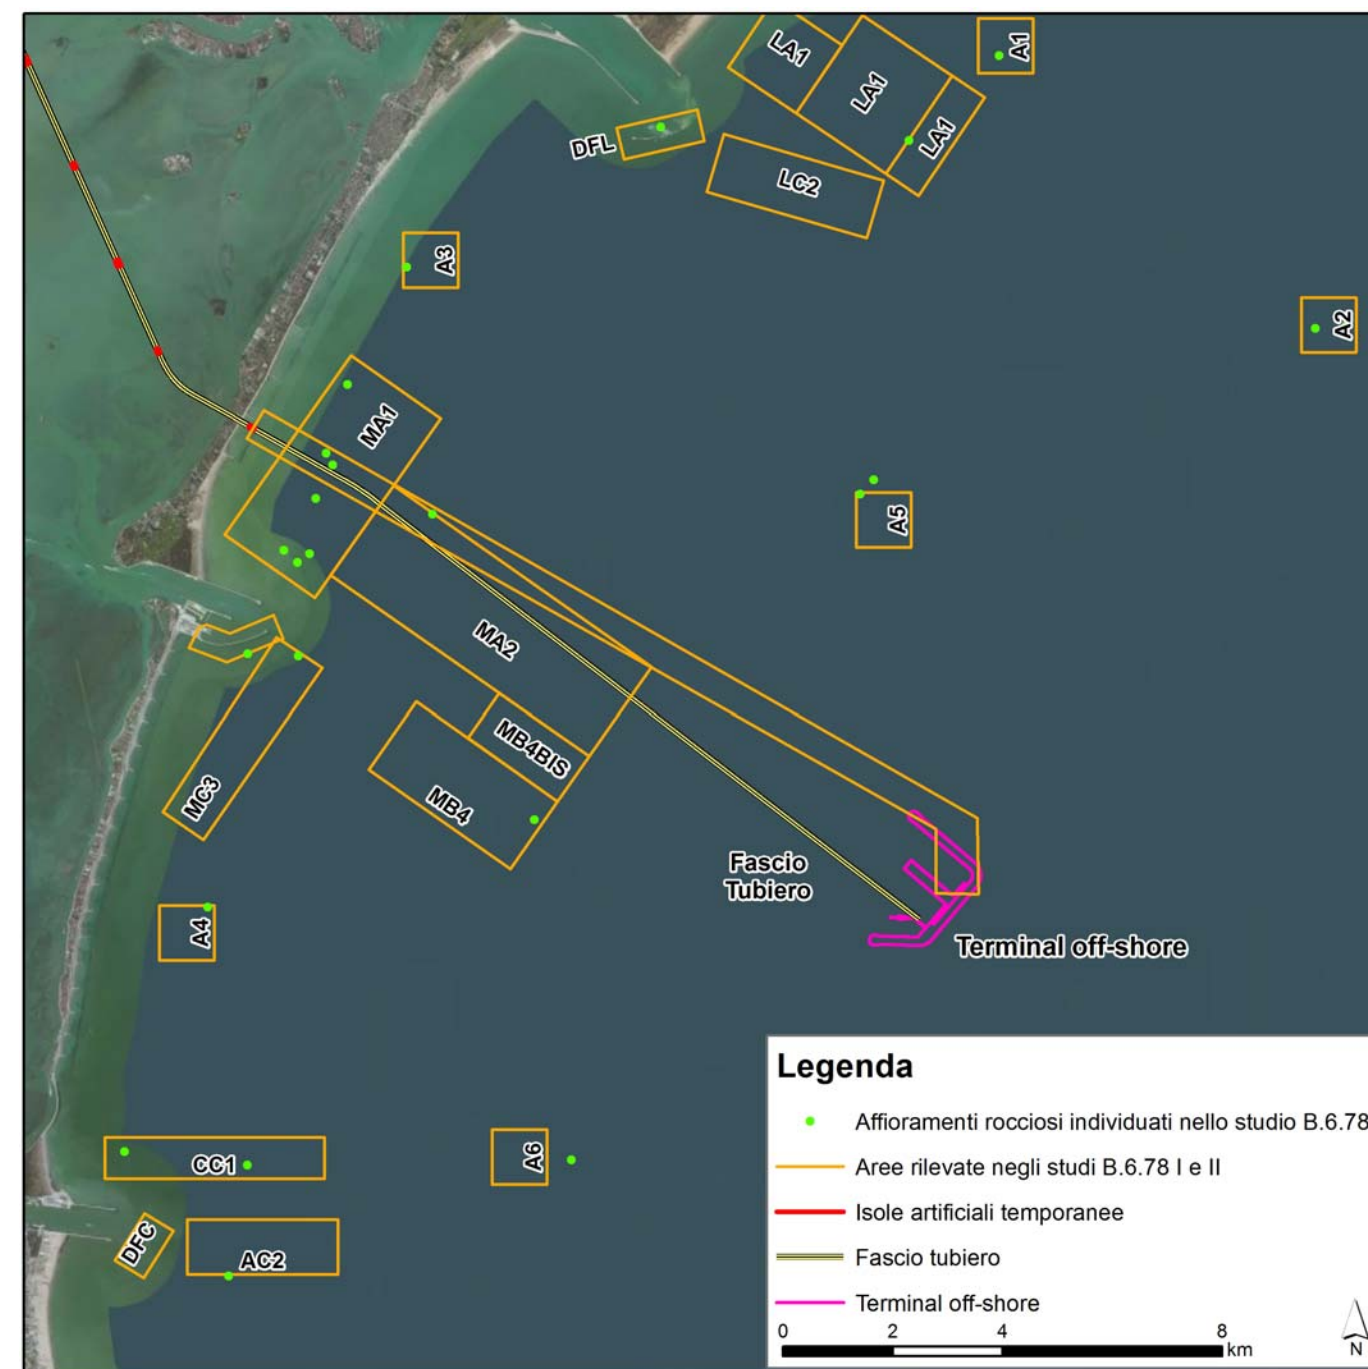 LA1
LA1
A1
LA1
DFL
LC2
A3
A2
MA1
A5
MA2
MB4BIS
MC3
MB4
Fascio
Tubiero
A4
Terminal off-shore
Legenda
Affioramenti rocciosi individuati nello studio B.6.78
Aree rilevate negli studi B.6.78 I e II
Isole artificiali temporanee
Fascio tubiero
Terminal off-shore
0 2 4 8
km
N
A6
CC1
DFC
AC2